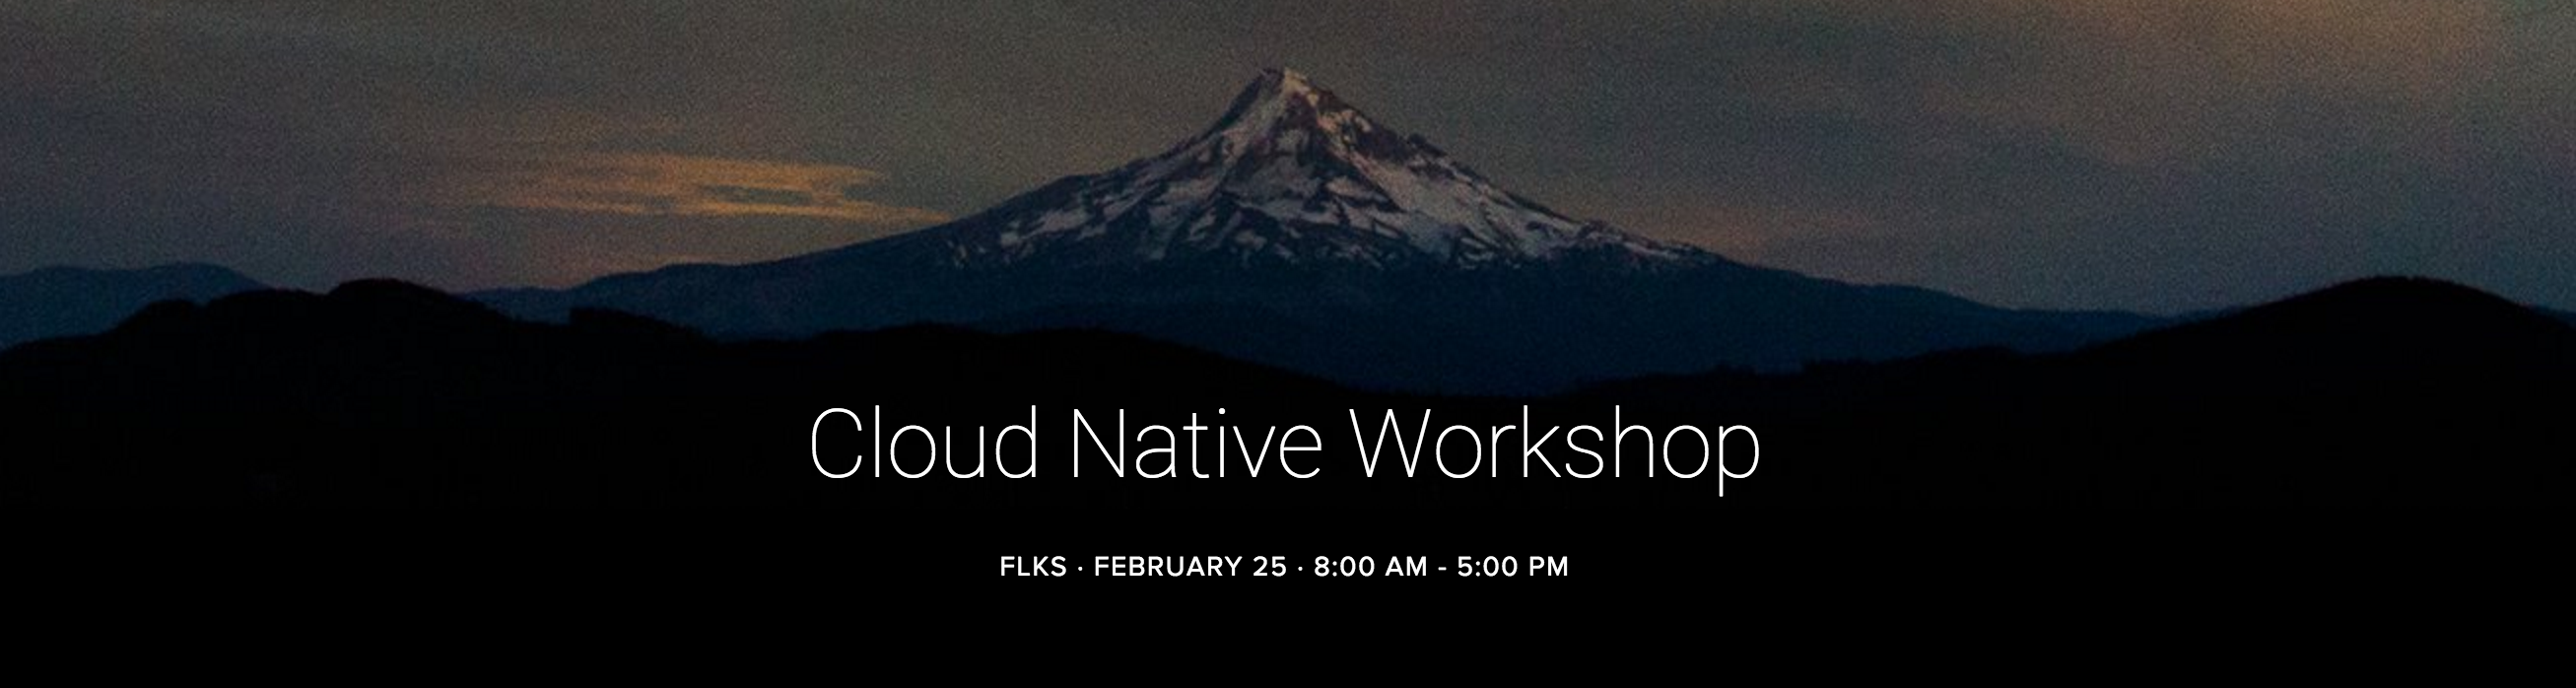 Cloud Native Workshop
FLKS · FEBRUARY 25 · 8:00 AM - 5:00 PM